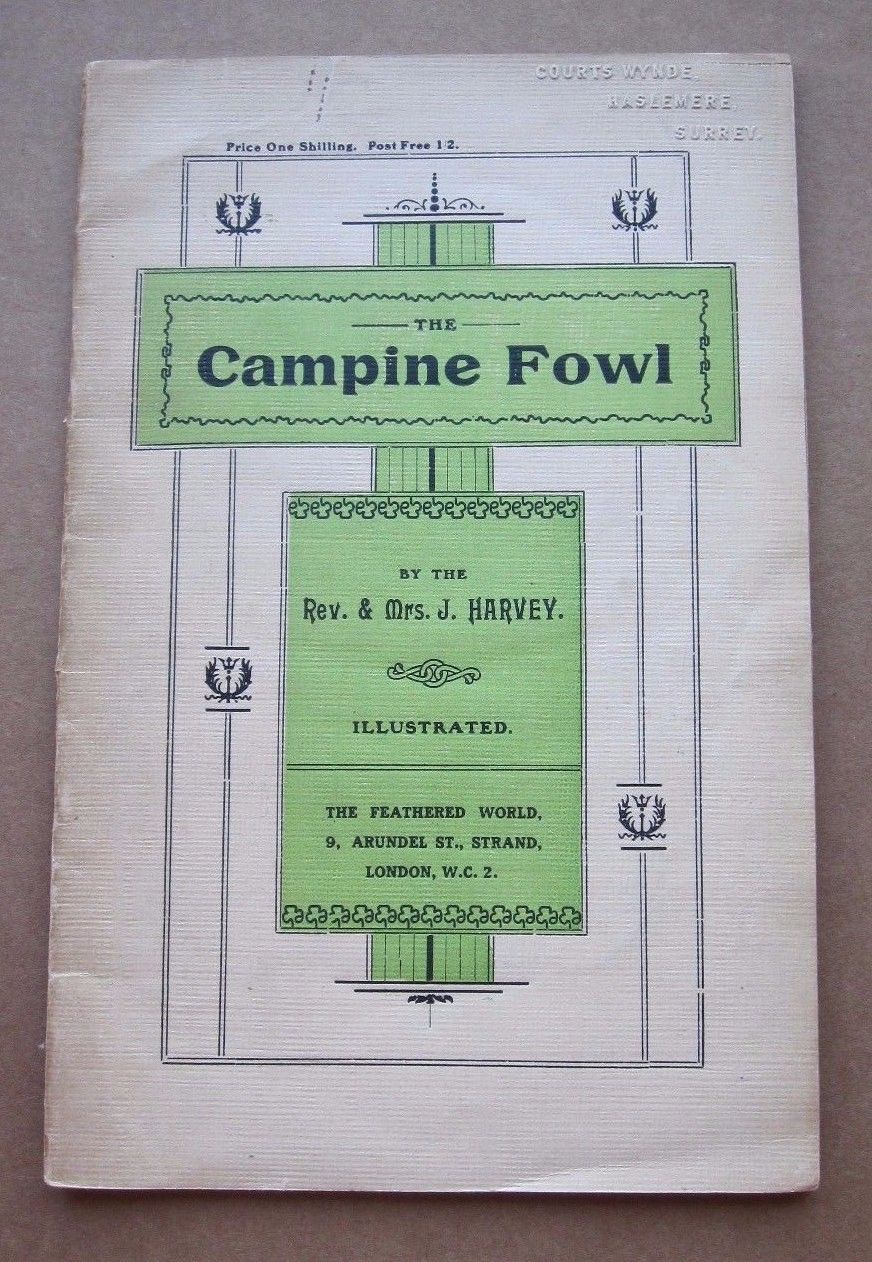 COURTS WYNDE,
HASLEMERE,
SURREY.
Price One Shilling. Post Free 1/2.
THE
Campine Fowl
BY THE
Rev. & Mrs. J. HARVEY.
ILLUSTRATED.
THE FEATHERED WORLD,
9, ARUNDEL ST., STRAND,
LONDON, W.C. 2.